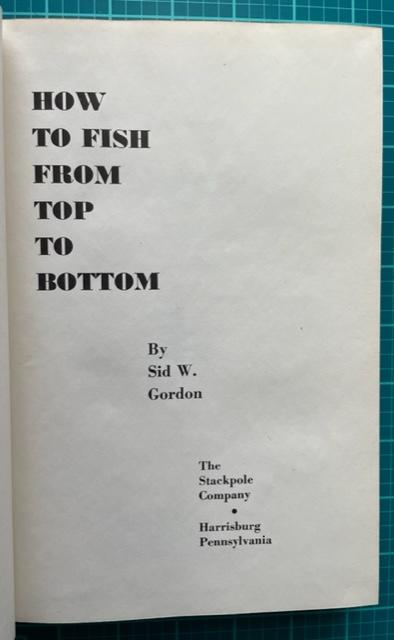 HOW
TO FISH
FROM
TOP
TO
BOTTOM
By
Sid W.
Gordon
The
Stackpole
Company
•
Harrisburg
Pennsylvania